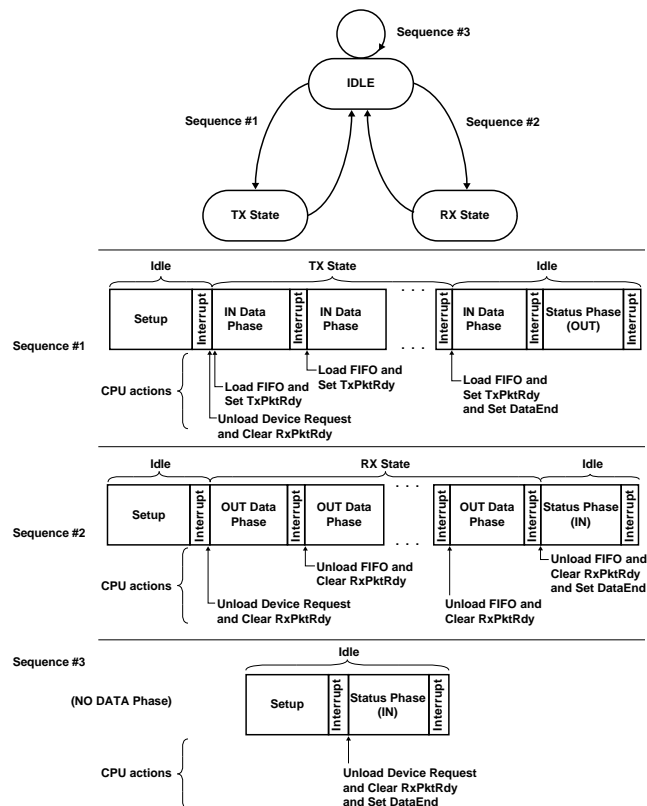 Sequence #3
IDLE
Sequence #1
Sequence #2
TX State
RX State
Idle
TX State
Idle
Sequence #1
Setup
Interrupt
IN Data
Phase
Interrupt
IN Data
Phase
. . .
. . .
Interrupt
IN Data
Phase
Status Phase
(OUT)
Interrupt
CPU actions
Load FIFO and
Set TxPktRdy
Unload Device Request
and Clear RxPktRdy
Load FIFO and
Set TxPktRdy
Load FIFO and
Set TxPktRdy
and Set DataEnd
Idle
RX State
Idle
Sequence #2
Setup
Interrupt
OUT Data
Phase
Interrupt
OUT Data
Phase
. . .
. . .
Interrupt
OUT Data
Phase
Interrupt
Status Phase
(IN)
Interrupt
CPU actions
Unload Device Request
and Clear RxPktRdy
Unload FIFO and
Clear RxPktRdy
Unload FIFO and
Clear RxPktRdy
Unload FIFO and
Clear RxPktRdy
and Set DataEnd
Sequence #3
Idle
(NO DATA Phase)
Setup
Interrupt
Status Phase
(IN)
Interrupt
CPU actions
Unload Device Request
and Clear RxPktRdy
and Set DataEnd